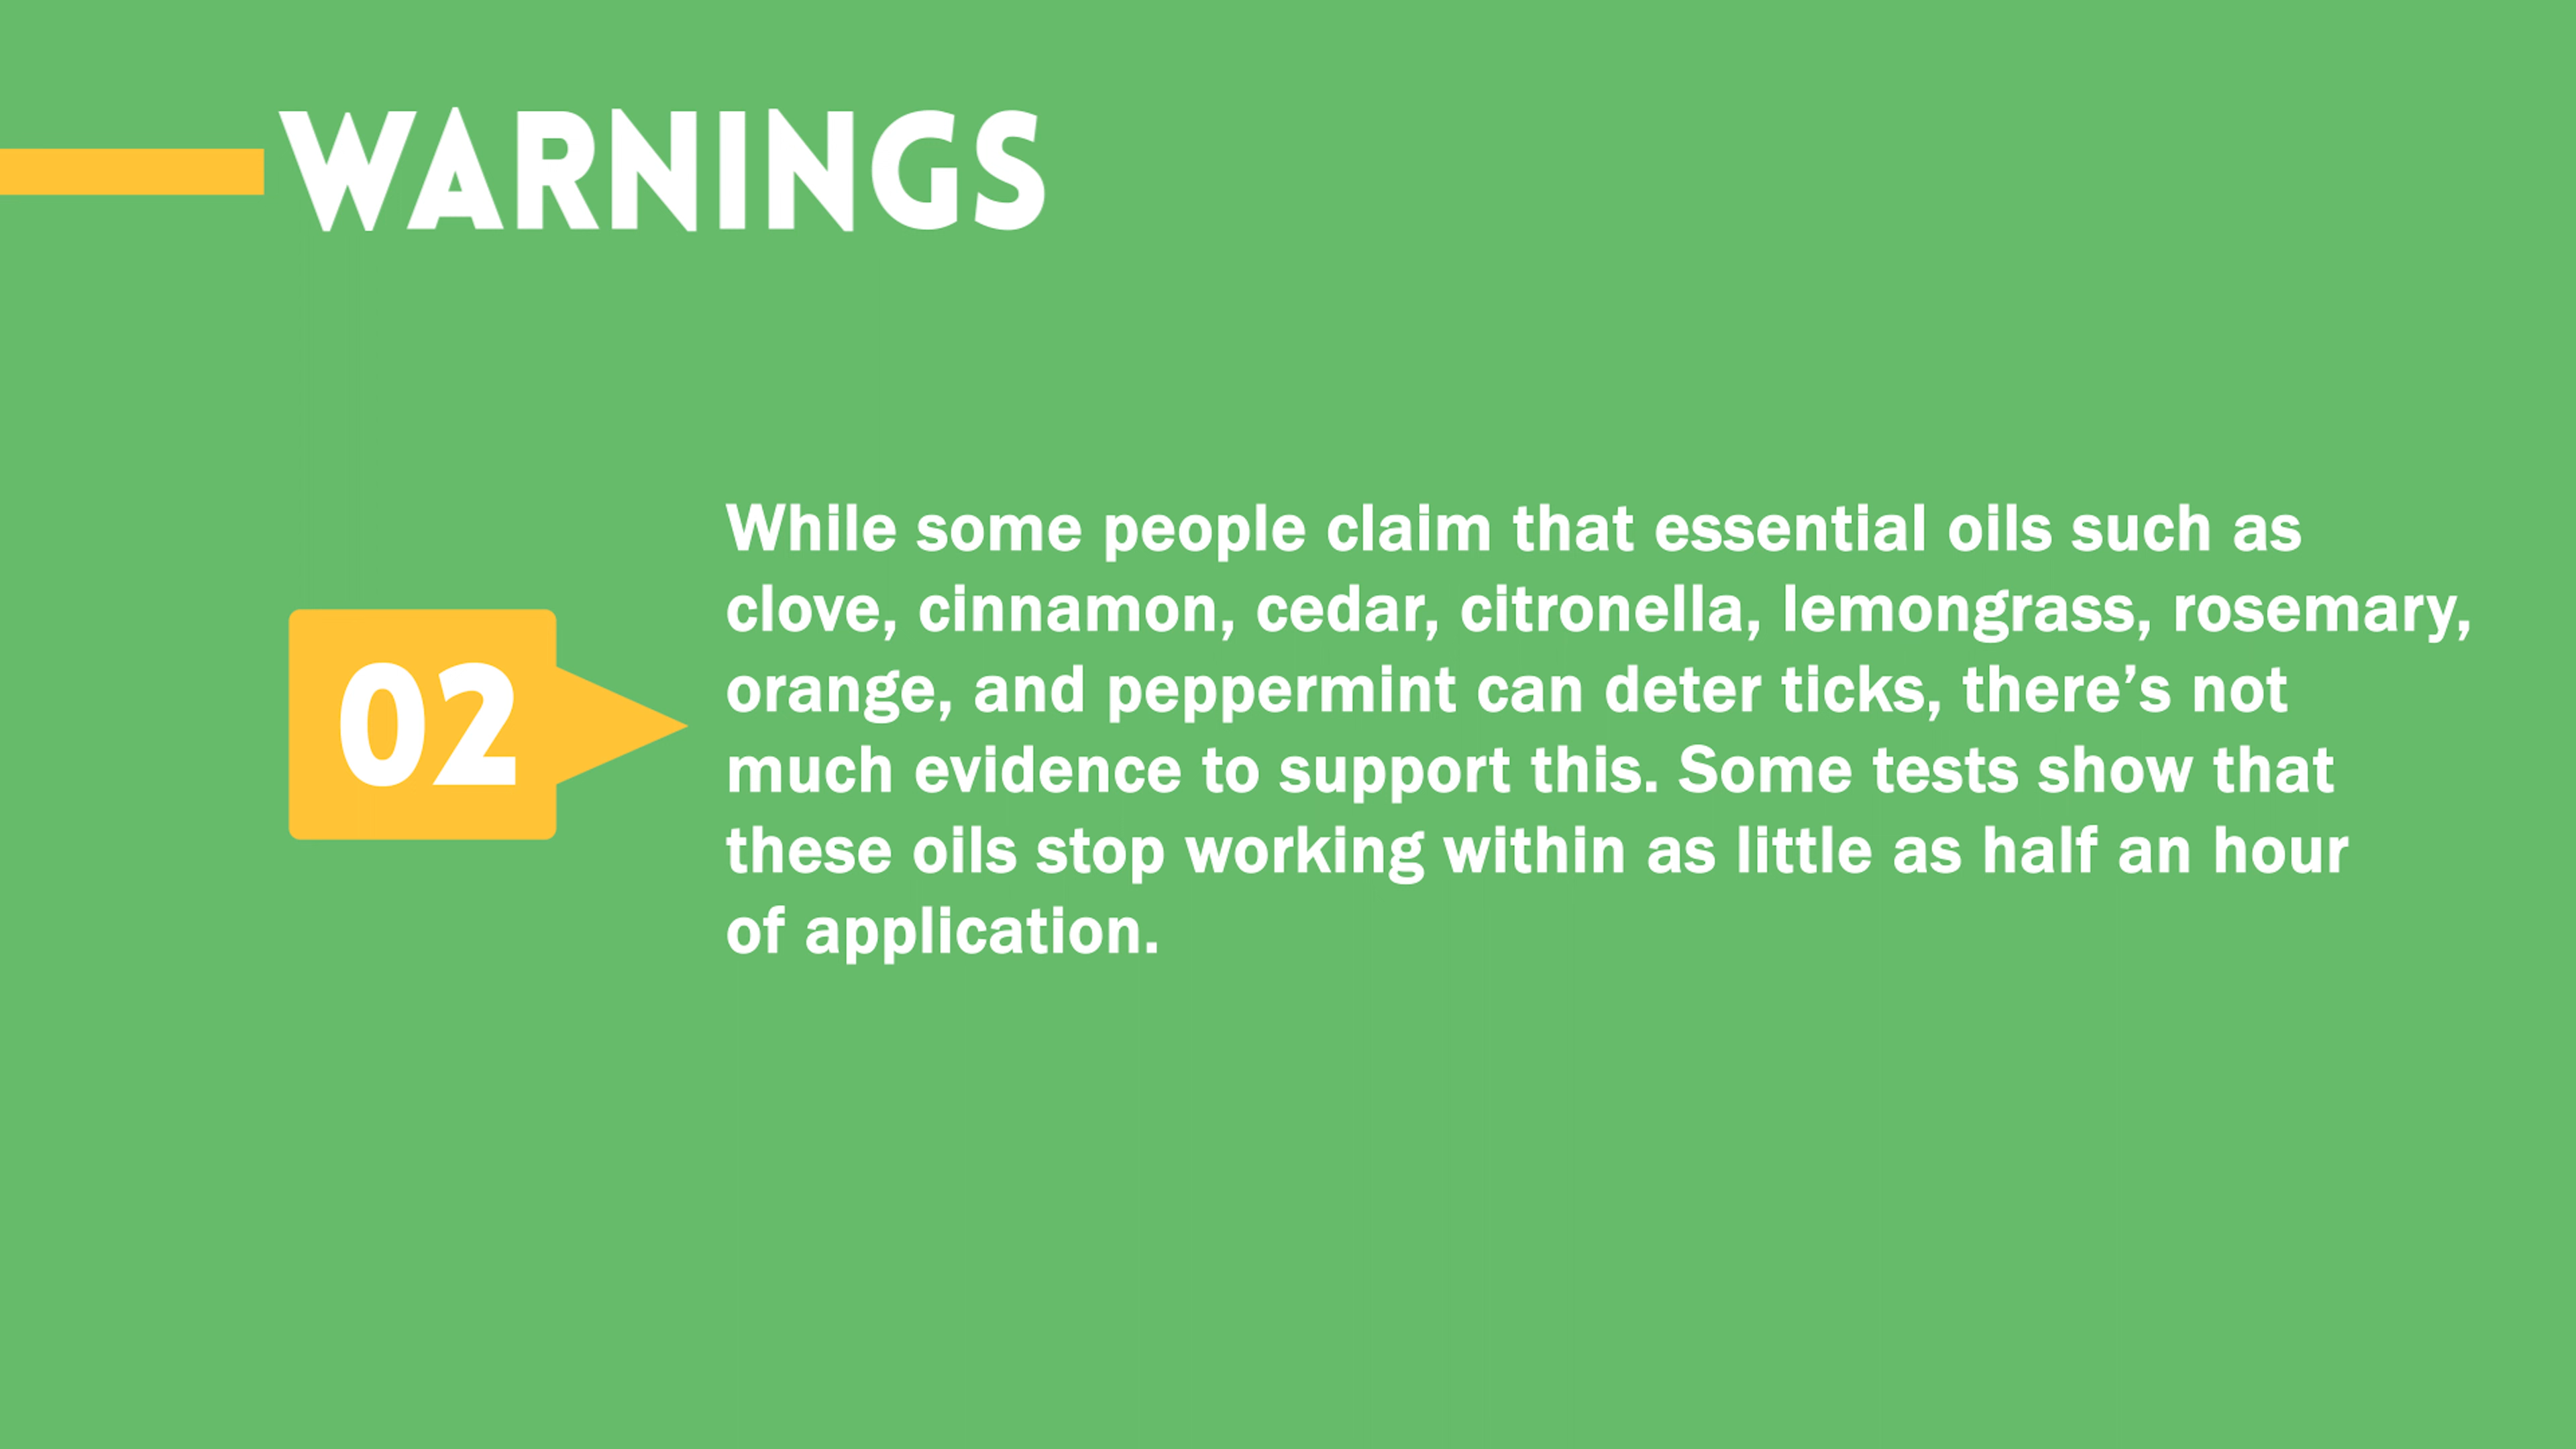 WARNINGS
02
While some people claim that essential oils such as
clove, cinnamon, cedar, citronella, lemongrass, rosemary,
orange, and peppermint can deter ticks, there’s not
much evidence to support this. Some tests show that
these oils stop working within as little as half an hour
of application.